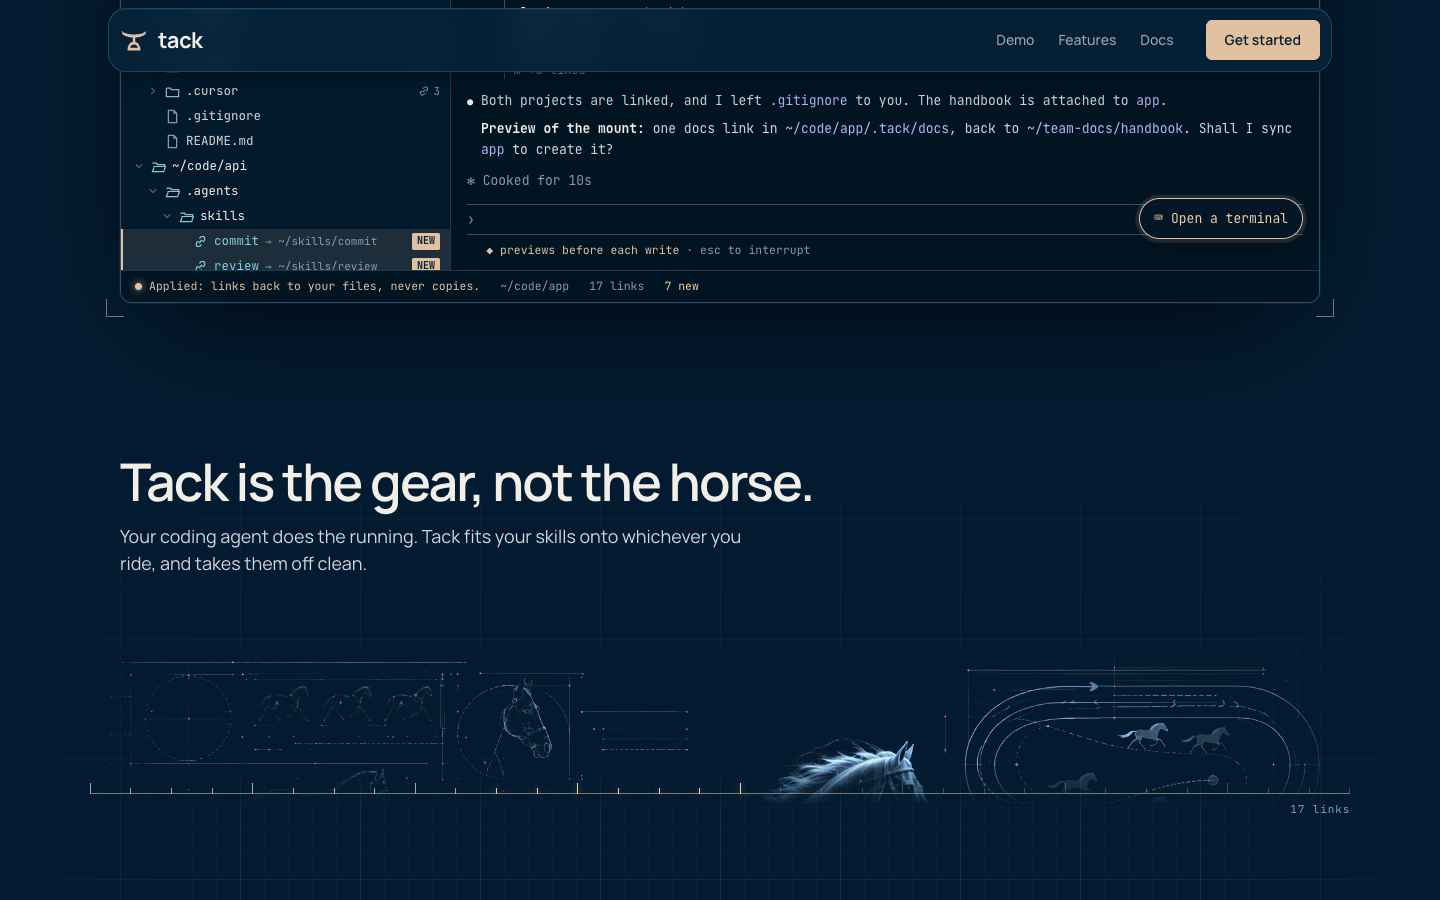 tack
Demo
Features
Docs
Get started
.cursor
3
.gitignore
README.md
~/code/api
.agents
skills
commit → ~/skills/commit
NEW
review → ~/skills/review
NEW
● Both projects are linked, and I left .gitignore to you. The handbook is attached to app.
Preview of the mount: one docs link in ~/code/app/.tack/docs, back to ~/team-docs/handbook. Shall I sync
app to create it?
✻ Cooked for 10s
›
Open a terminal
◆ previews before each write · esc to interrupt
Applied: links back to your files, never copies.
~/code/app
17 links
7 new
Tack is the gear, not the horse.
Your coding agent does the running. Tack fits your skills onto whichever you
ride, and takes them off clean.
17 links